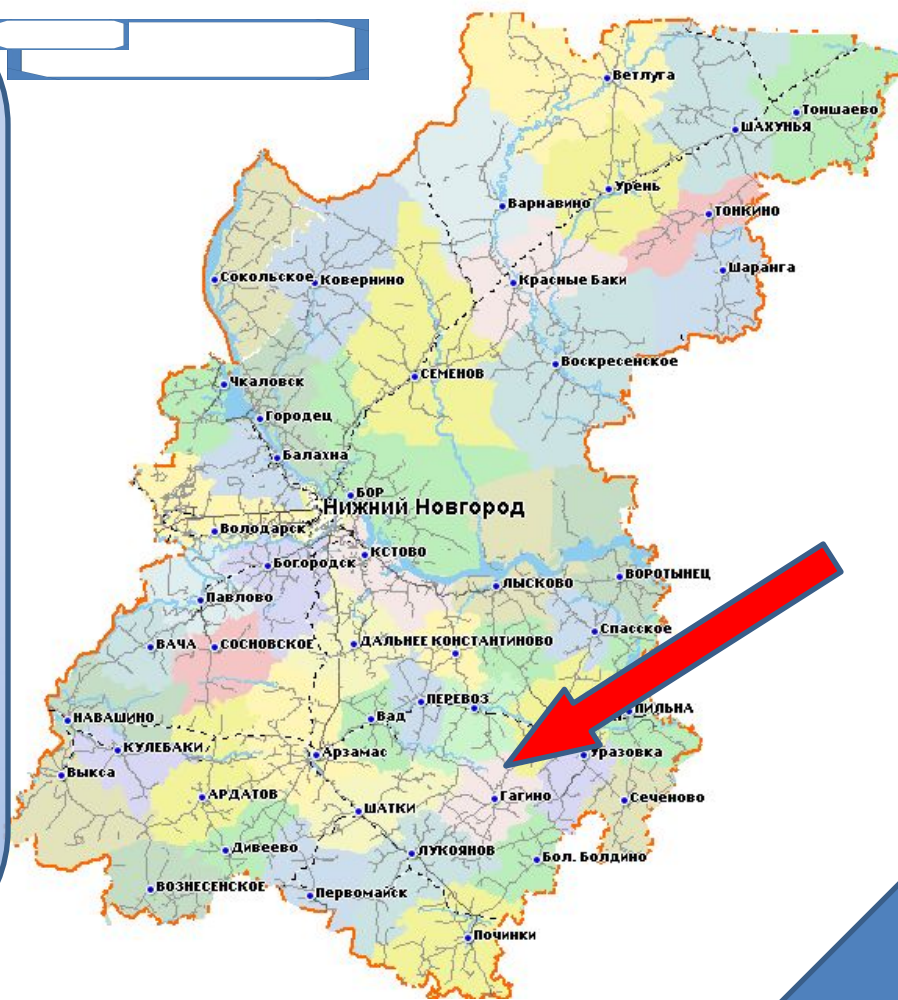 Ветлуга
Тоншаево
ШАХУНЬЯ
Урень
Варнавино
ТОНКИНО
Шаранга
Сокольское
Ковернино
Красные Баки
Воскресенское
СЕМЕНОВ
Чкаловск
Городец
Балахна
БОР
Нижний Новгород
Володарск
КСТОВО
Богородск
ВОРОТЫНЕЦ
ЛЫСКОВО
Павлово
Спасское
ВАЧА
СОСНОВСКОЕ
ДАЛЬНЕЕ КОНСТАНТИНОВО
ПЕРЕВОЗ
ПИЛЬНА
НАВАШИНО
Вад
КУЛЕБАКИ
Арзамас
Уразовка
Выкса
АРДАТОВ
Гагино
Сеченово
ШАТКИ
Дивеево
ЛУКОЯНОВ
Бол. Болдино
ВОЗНЕСЕНСКОЕ
Первомайск
Починки